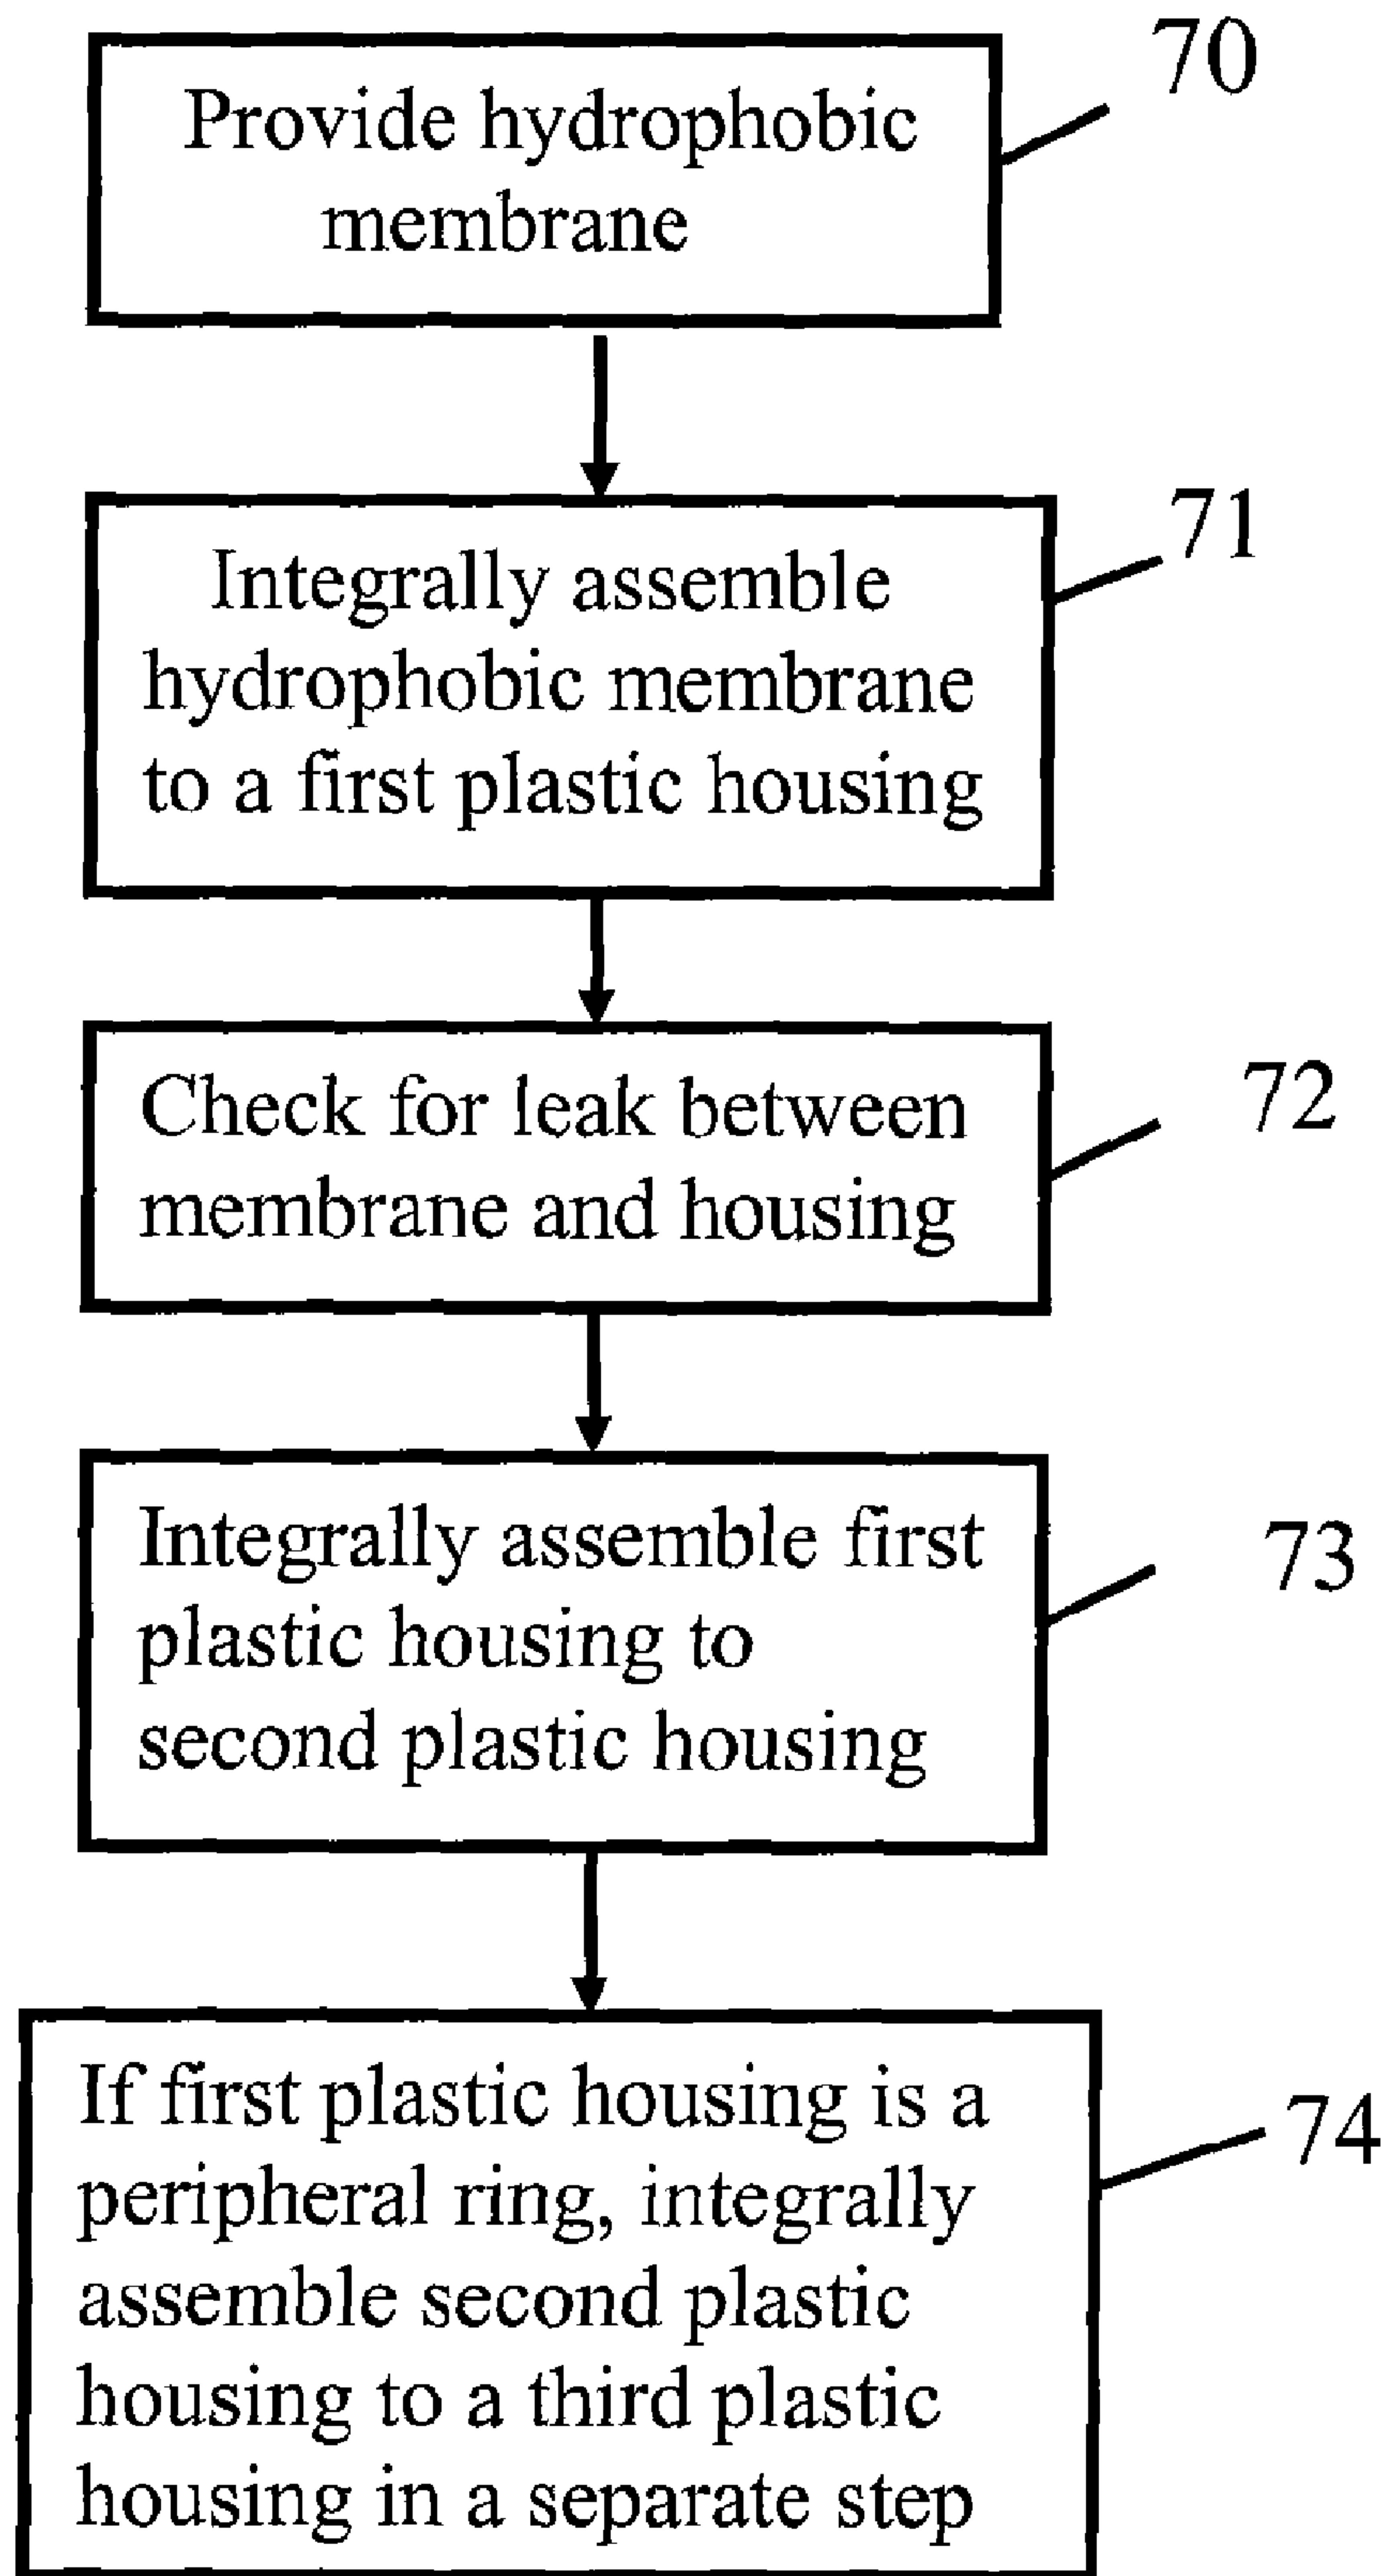 70
Provide hydrophobic
membrane
71
Integrally assemble
hydrophobic membrane
to a first plastic housing
72
Check for leak between
membrane and housing
73
Integrally assemble first
plastic housing to
second plastic housing
74
If first plastic housing is a
peripheral ring, integrally
assemble second plastic
housing to a third plastic
housing in a separate step